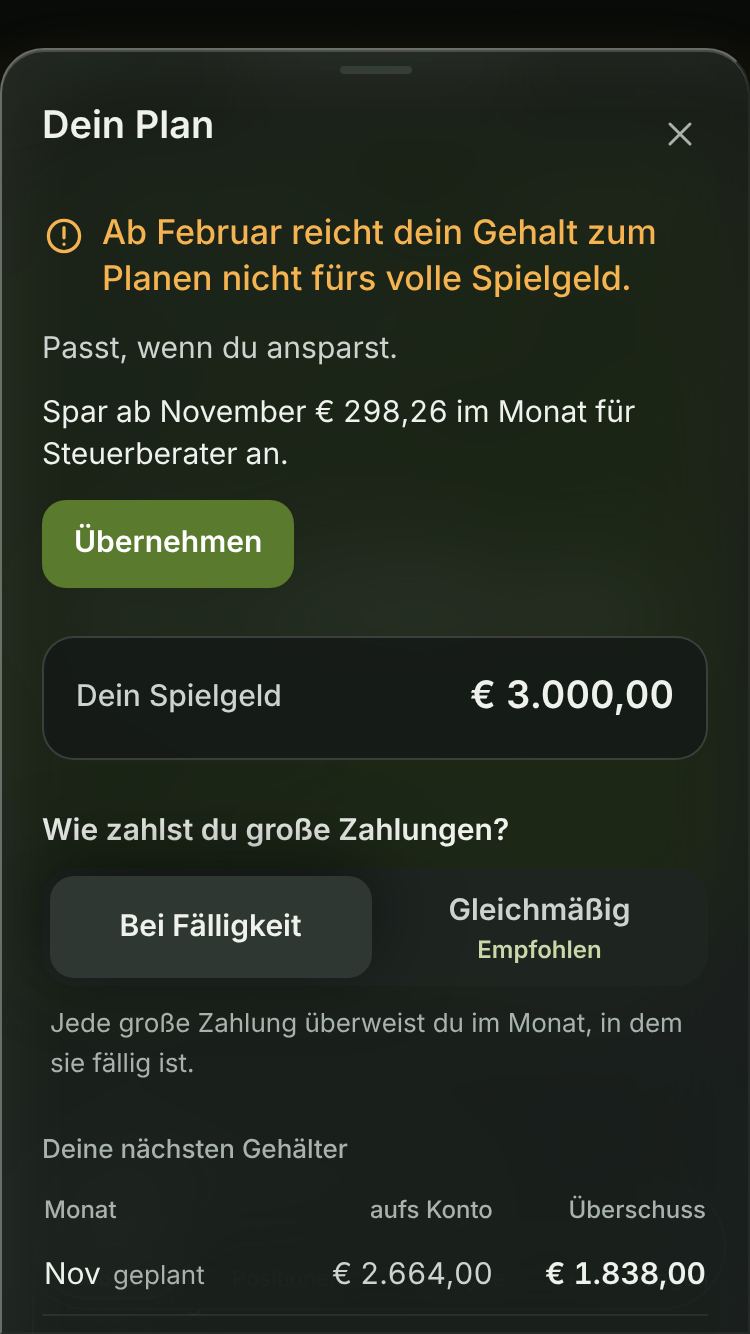 Dein Plan
Ab Februar reicht dein Gehalt zum
Planen nicht fürs volle Spielgeld.
Passt, wenn du ansparst.
Spar ab November € 298,26 im Monat für
Steuerberater an.
Übernehmen
Dein Spielgeld € 3.000,00
Wie zahlst du große Zahlungen?
Bei Fälligkeit
Gleichmäßig
Empfohlen
Jede große Zahlung überweist du im Monat, in dem
sie fällig ist.
Deine nächsten Gehälter
Monat aufs Konto Überschuss
Nov geplant € 2.664,00 € 1.838,00